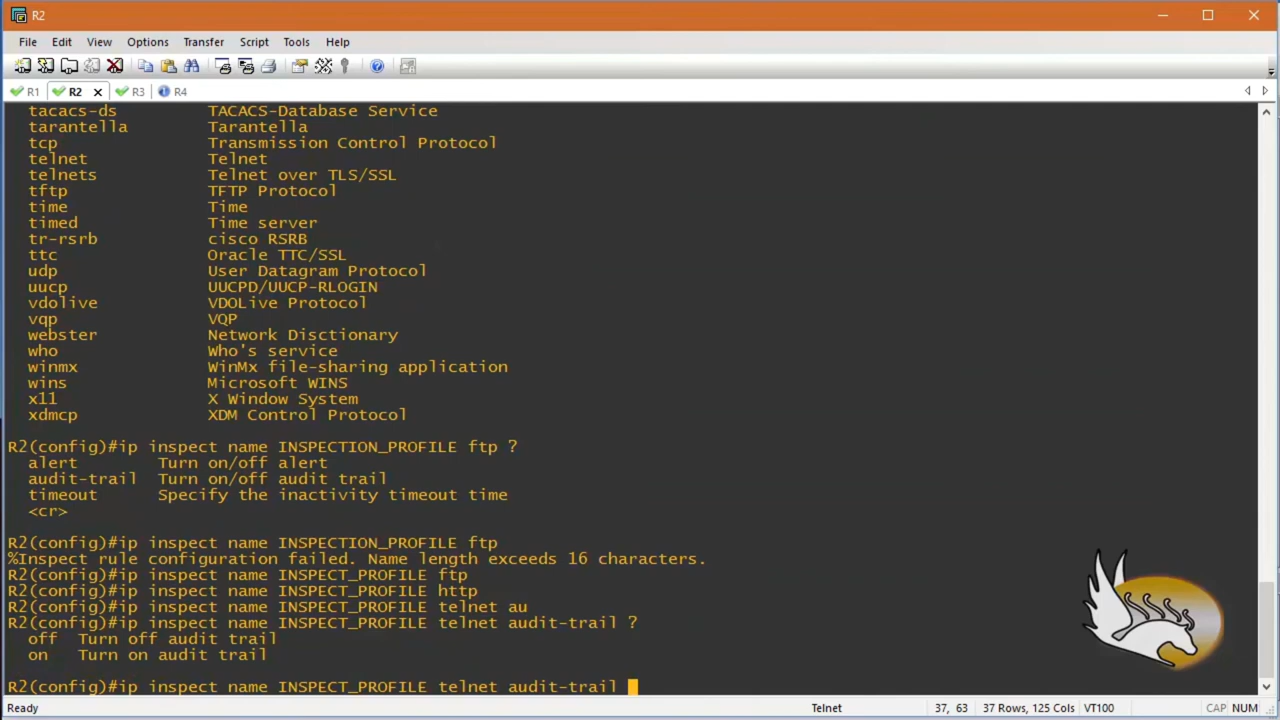 R2
File Edit View Options Transfer Script Tools Help
R1 R2 R3 R4
tacacs-ds TACACS-Database Service
tarantella Tarantella
tcp Transmission Control Protocol
telnet Telnet
telnets Telnet over TLS/SSL
tftp TFTP Protocol
time Time
timed Time server
tr-rsrb cisco RSRB
ttc Oracle TTC/SSL
udp User Datagram Protocol
uucp UUCPD/UUCP-RLOGIN
vdolive VDOLive Protocol
vqp VQP
webster Network Disctionary
who Who's service
winmx WinMx file-sharing application
wins Microsoft WINS
x11 X Window System
xdmcp XDM Control Protocol
R2(config)#ip inspect name INSPECTION_PROFILE ftp ?
alert Turn on/off alert
audit-trail Turn on/off audit trail
timeout Specify the inactivity timeout time
<cr>
R2(config)#ip inspect name INSPECTION_PROFILE ftp
%Inspect rule configuration failed. Name length exceeds 16 characters.
R2(config)#ip inspect name INSPECT_PROFILE ftp
R2(config)#ip inspect name INSPECT_PROFILE http
R2(config)#ip inspect name INSPECT_PROFILE telnet au
R2(config)#ip inspect name INSPECT_PROFILE telnet audit-trail ?
off Turn off audit trail
on Turn on audit trail
R2(config)#ip inspect name INSPECT_PROFILE telnet audit-trail
Ready Telnet 37, 63 37 Rows, 125 Cols VT100 CAP NUM